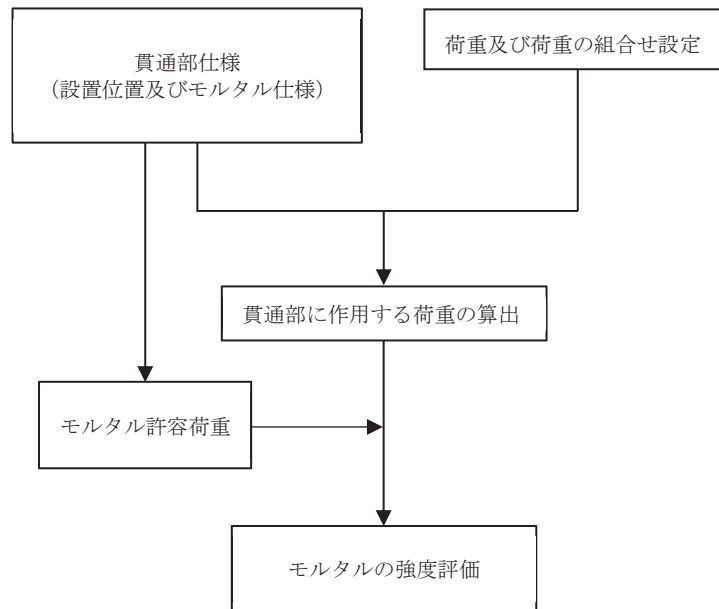 貫通部仕様
（設置位置及びモルタル仕様）
荷重及び荷重の組合せ設定
貫通部に作用する荷重の算出
モルタル許容荷重
モルタルの強度評価